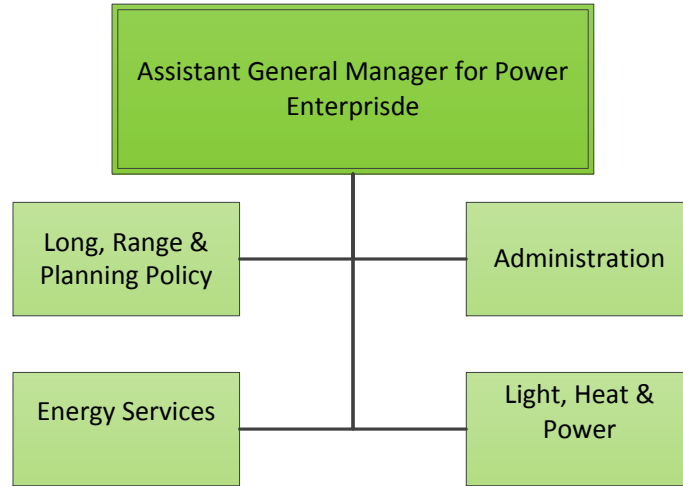 Assistant General Manager for Power
Enterprisde
Long, Range &
Planning Policy
Administration
Energy Services
Light, Heat &
Power